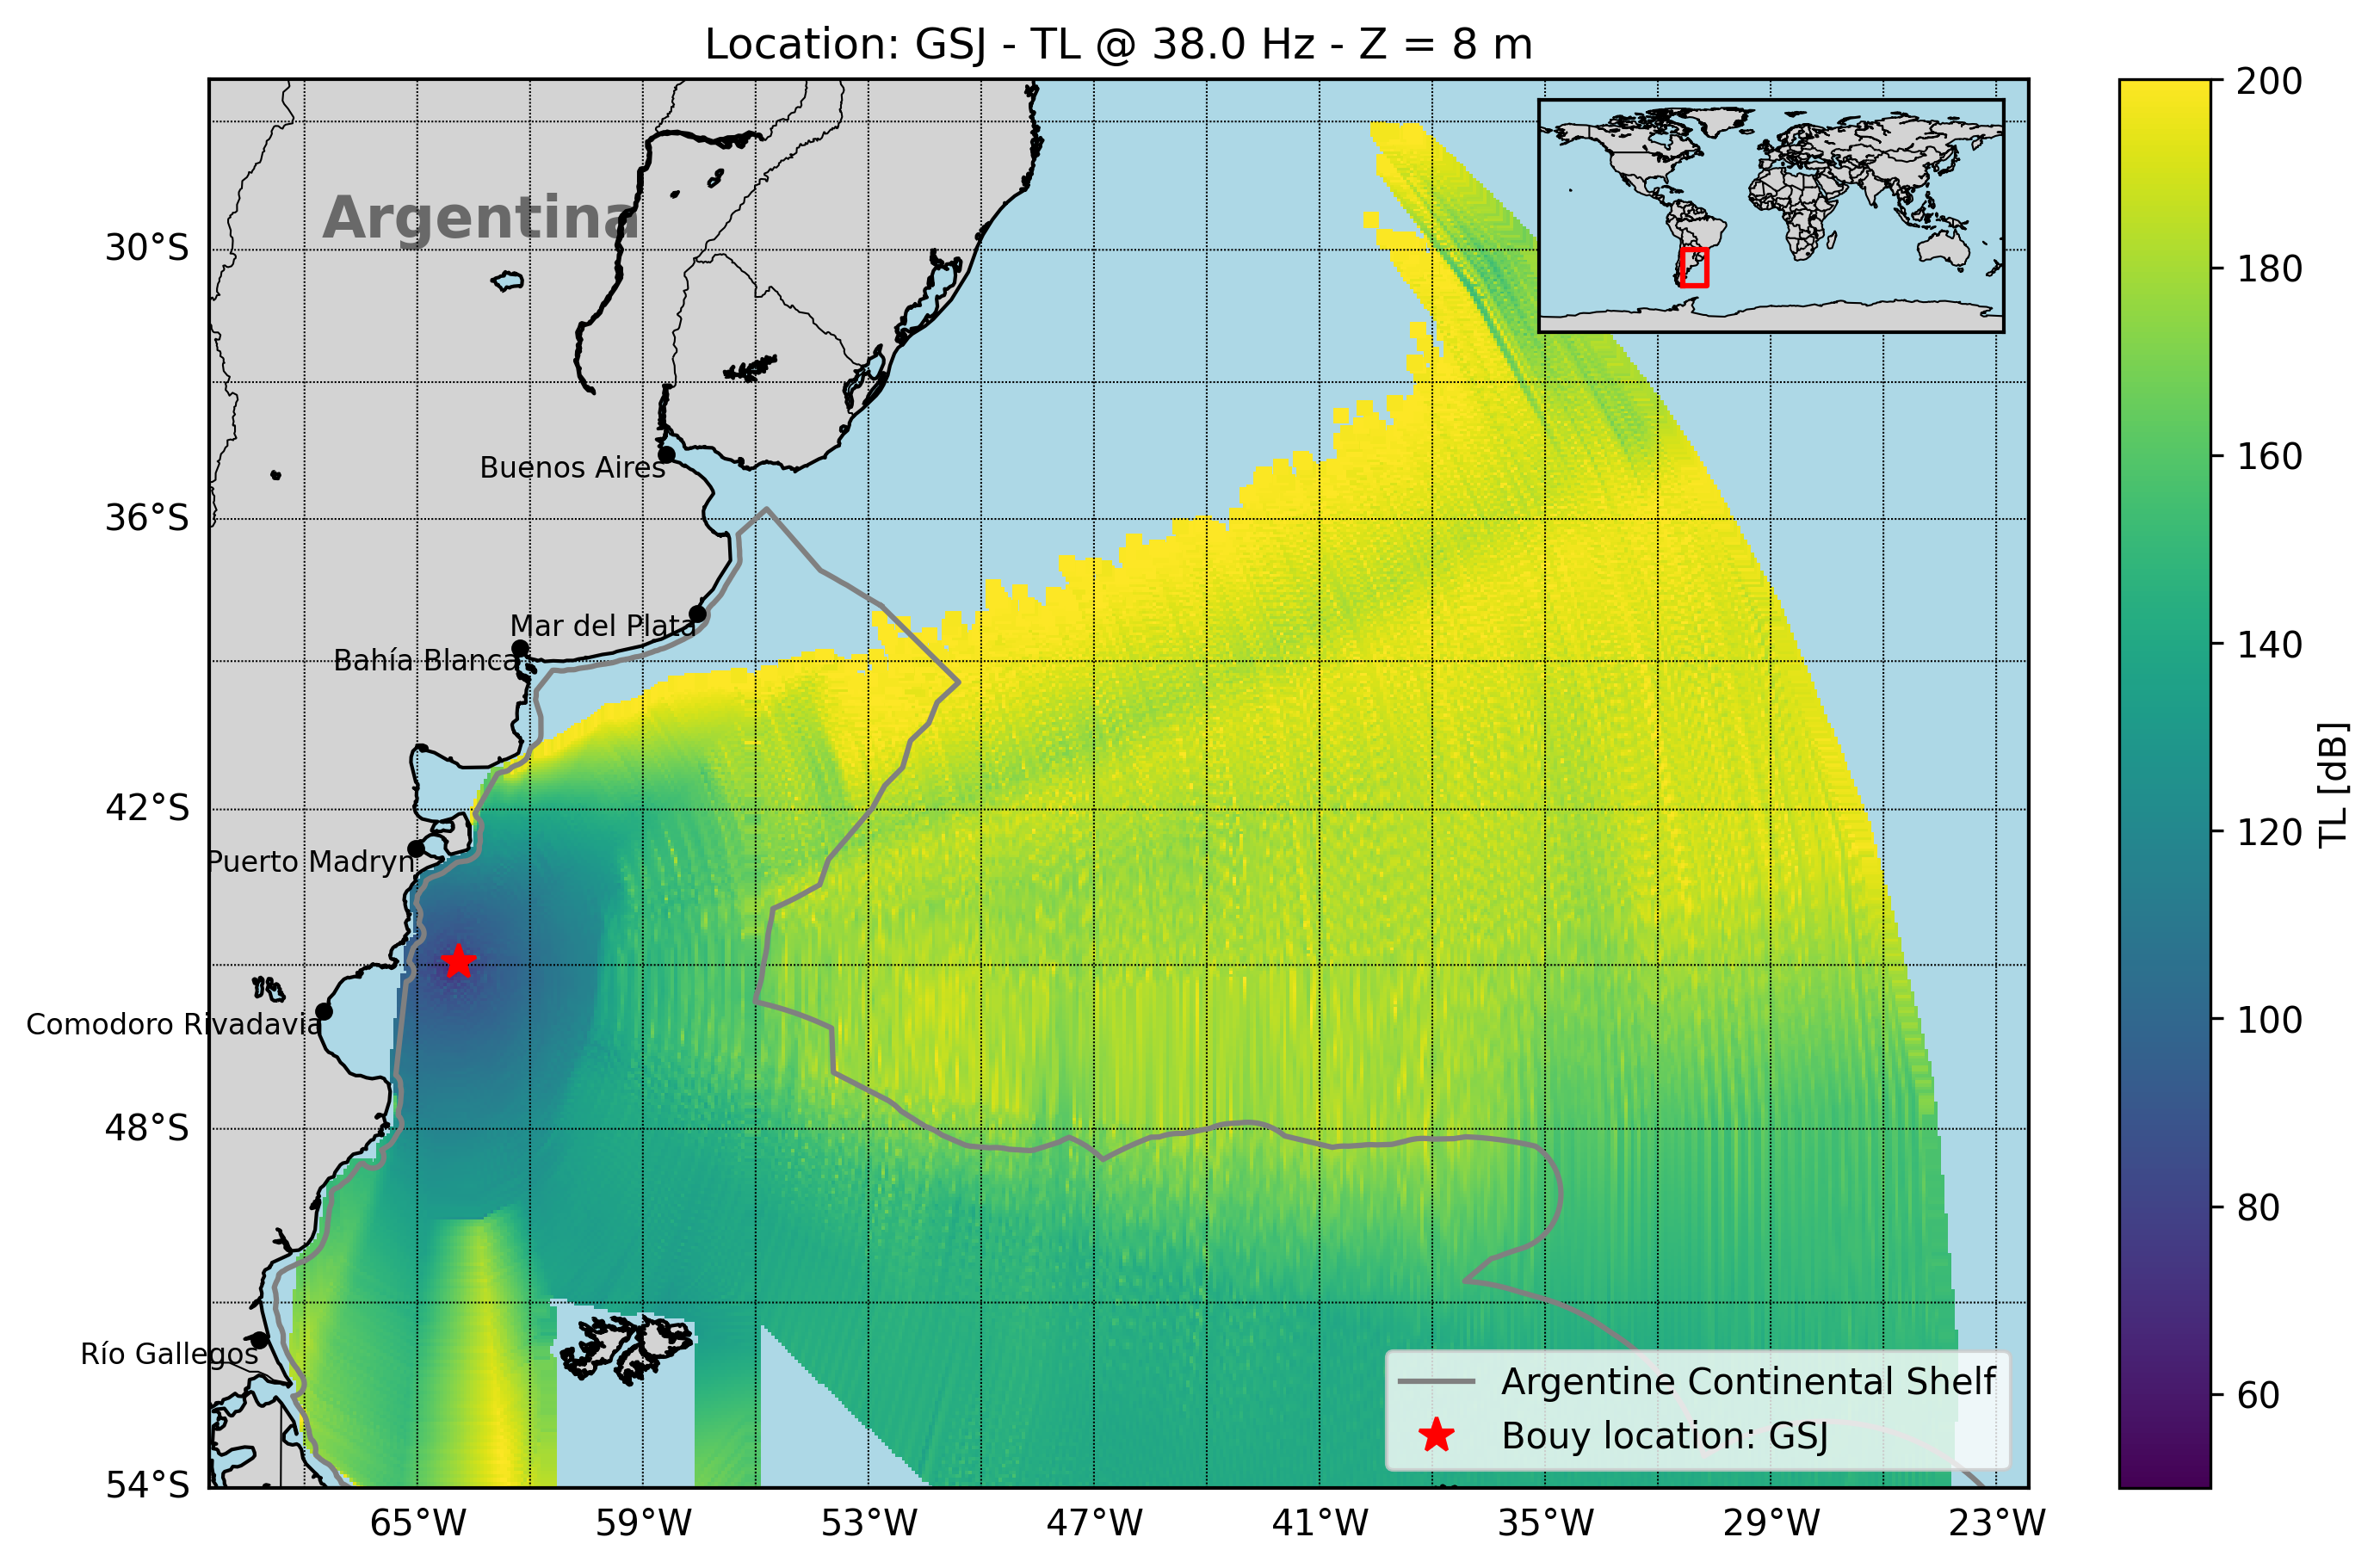 Location: GSJ - TL @ 38.0 Hz - Z = 8 m
Argentina
30°S
Buenos Aires
36°S
Mar del Plata
Bahía Blanca
42°S
Puerto Madryn
Comodoro Rivadavia
48°S
Río Gallegos
54°S
65°W
59°W
53°W
47°W
41°W
35°W
29°W
23°W
Argentine Continental Shelf
Bouy location: GSJ
200
180
160
140
120
100
80
60
TL [dB]